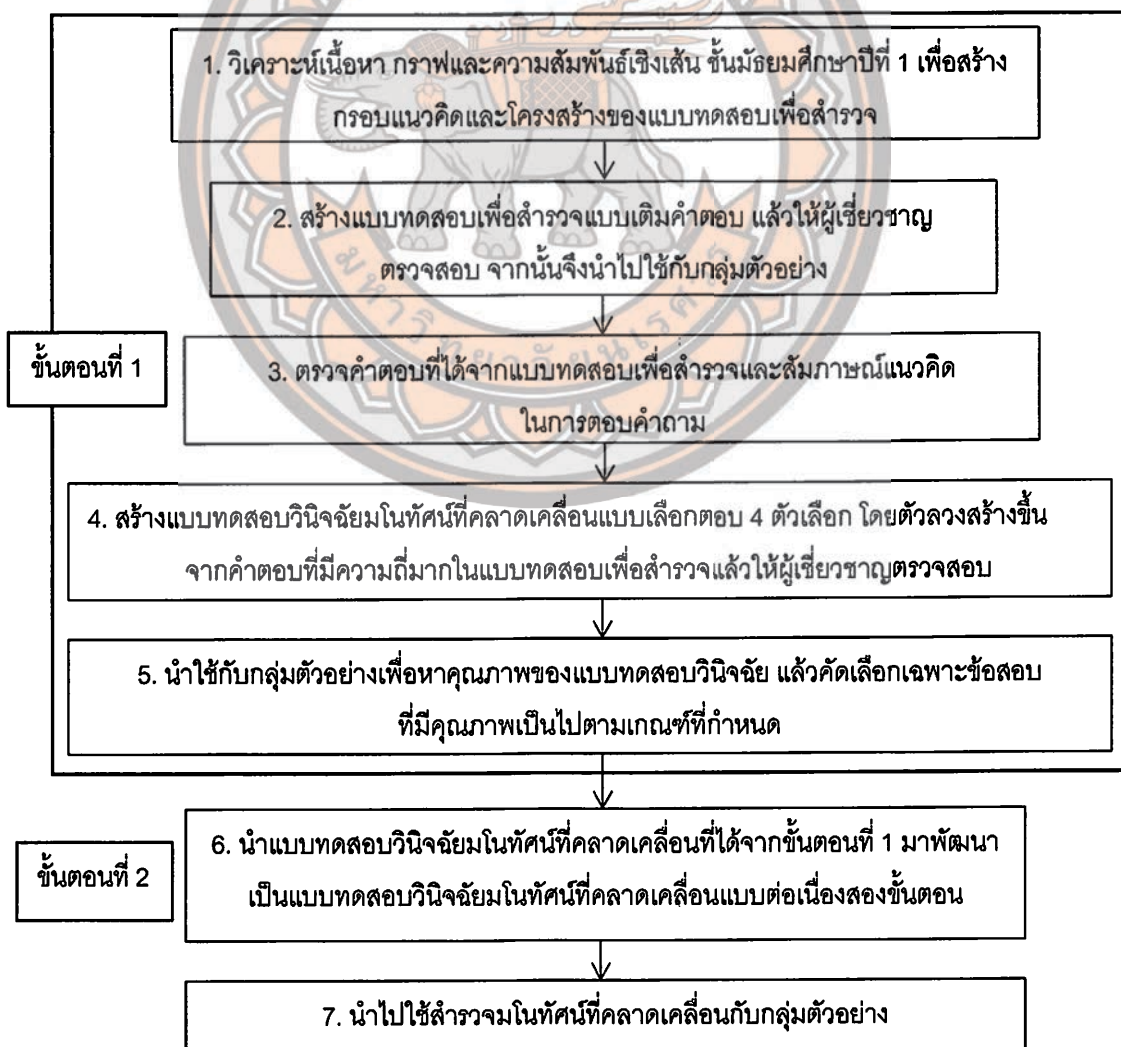 1. วิเคราะห์เนื้อหา กราฟและความสัมพันธ์เชิงเส้น ชั้นมัธยมศึกษาปีที่ 1 เพื่อสร้าง
กรอบแนวคิดและโครงสร้างของแบบทดสอบเพื่อสำรวจ
2. สร้างแบบทดสอบเพื่อสำรวจแบบเติมคำตอบ แล้วให้ผู้เชี่ยวชาญ
ตรวจสอบ จากนั้นจึงนำไปใช้กับกลุ่มตัวอย่าง
มหาวิทยาลัยนเรศวร
ขั้นตอนที่ 1
3. ตรวจคำตอบที่ได้จากแบบทดสอบเพื่อสำรวจและสัมภาษณ์แนวคิด
ในการตอบคำถาม
4. สร้างแบบทดสอบวินิจฉัยมโนทัศน์ที่คลาดเคลื่อนแบบเลือกตอบ 4 ตัวเลือก โดยตัวลวงสร้างขึ้น
จากคำตอบที่มีความถี่มากในแบบทดสอบเพื่อสำรวจแล้วให้ผู้เชี่ยวชาญตรวจสอบ
5. นำใช้กับกลุ่มตัวอย่างเพื่อหาคุณภาพของแบบทดสอบวินิจฉัย แล้วคัดเลือกเฉพาะข้อสอบ
ที่มีคุณภาพเป็นไปตามเกณฑ์ที่กำหนด
ขั้นตอนที่ 2
6. นำแบบทดสอบวินิจฉัยมโนทัศน์ที่คลาดเคลื่อนที่ได้จากขั้นตอนที่ 1 มาพัฒนา
เป็นแบบทดสอบวินิจฉัยมโนทัศน์ที่คลาดเคลื่อนแบบต่อเนื่องสองขั้นตอน
7. นำไปใช้สำรวจมโนทัศน์ที่คลาดเคลื่อนกับกลุ่มตัวอย่าง